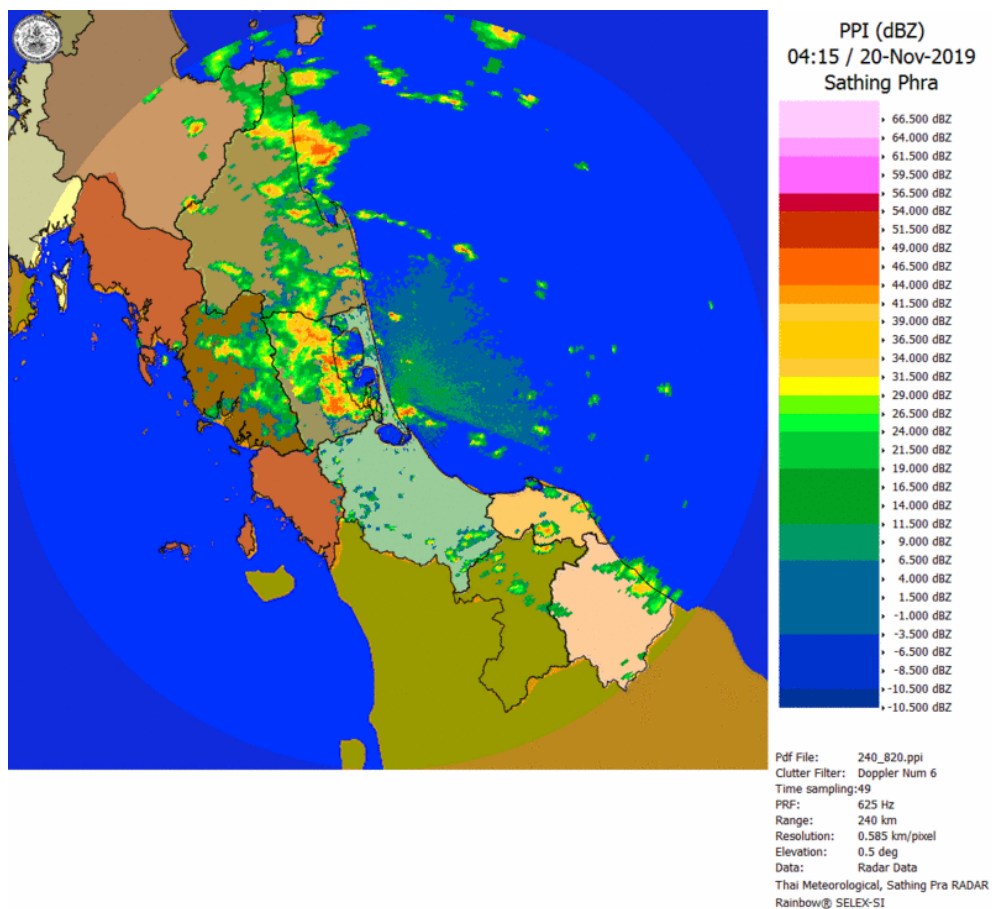 PPI (dBZ)
04:15 / 20-Nov-2019
Sathing Phra
66.500 dBZ
64.000 dBZ
61.500 dBZ
59.500 dBZ
56.500 dBZ
54.000 dBZ
51.500 dBZ
49.000 dBZ
46.500 dBZ
44.000 dBZ
41.500 dBZ
39.000 dBZ
36.500 dBZ
34.000 dBZ
31.500 dBZ
29.000 dBZ
26.500 dBZ
24.000 dBZ
21.500 dBZ
19.000 dBZ
16.500 dBZ
14.000 dBZ
11.500 dBZ
9.000 dBZ
6.500 dBZ
4.000 dBZ
1.500 dBZ
-1.000 dBZ
-3.500 dBZ
-6.500 dBZ
-8.500 dBZ
-10.500 dBZ
-10.500 dBZ
Pdf File: 240_820.ppi
Clutter Filter: Doppler Num 6
Time sampling:49
PRF: 625 Hz
Range: 240 km
Resolution: 0.585 km/pixel
Elevation: 0.5 deg
Data: Radar Data
Thai Meteorological, Sathing Pra RADAR
Rainbow® SELEX-SI